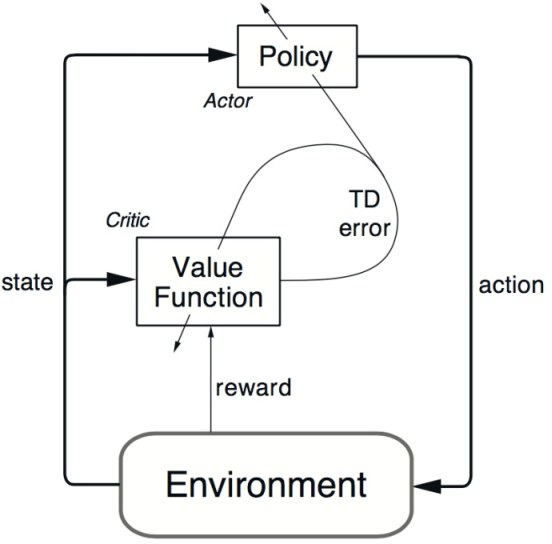 Policy
Actor
TD
error
Critic
Value
Function
state
action
reward
Environment